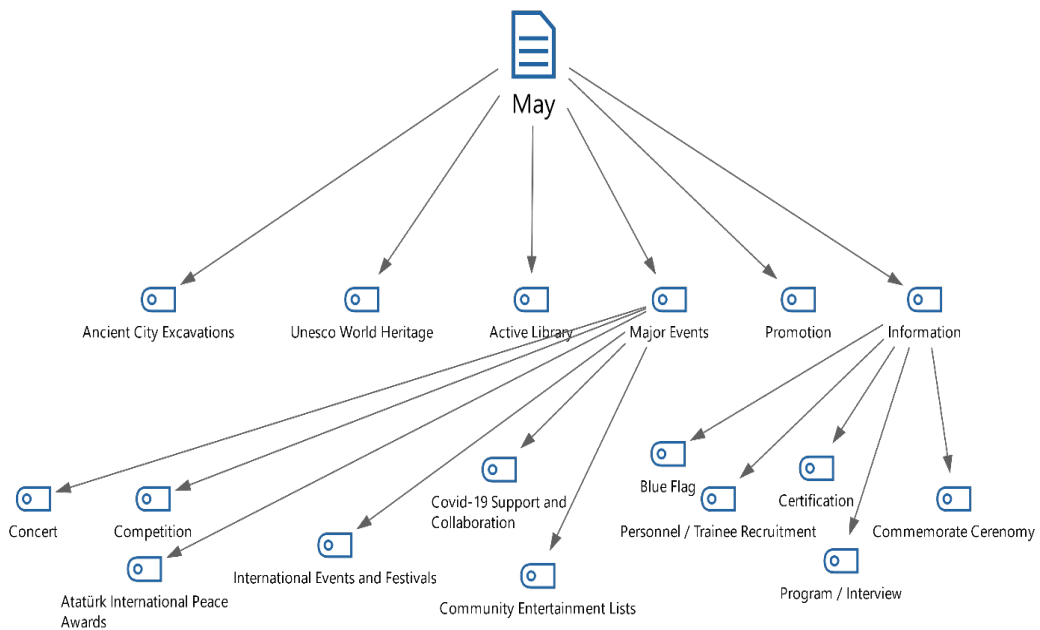 May
Ancient City Excavations
Unesco World Heritage
Active Library
Major Events
Promotion
Information
Blue Flag
Covid-19 Support and
Collaboration
Certification
Concert
Competition
Personnel / Trainee Recruitment
Commemorate Cerenomy
International Events and Festivals
Program / Interview
Atatürk International Peace
Awards
Community Entertainment Lists